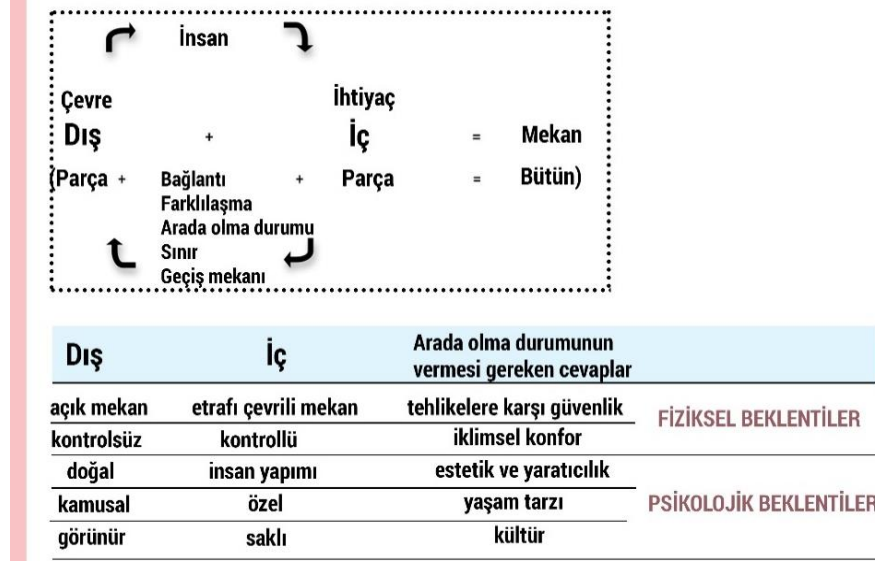 İnsan
Çevre İhtiyaç
Dış + İç = Mekan
(Parça + Bağlantı + Parça = Bütün)
Farklılaşma
Arada olma durumu
Sınır
Geçiş mekanı
Dış İç Arada olma durumunun
vermesi gereken cevaplar
açık mekan etrafı çevrili mekan tehlikelere karşı güvenlik
FİZİKSEL BEKLENTİLER
kontrolsüz kontrollü iklimsel konfor
doğal insan yapımı estetik ve yaratıcılık
kamusal özel yaşam tarzı PSİKOLOJİK BEKLENTİLER
görünür saklı kültür